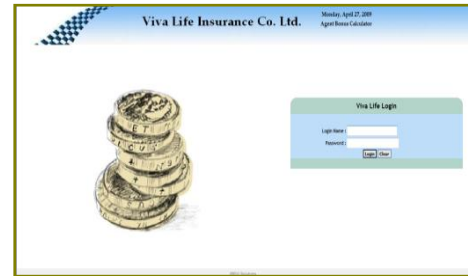 Viva Life Insurance Co. Ltd.
Monday, April 27, 2009
Agent Bonus Calculator
Viva Life Login
Login Name :
Password :
Login Clear